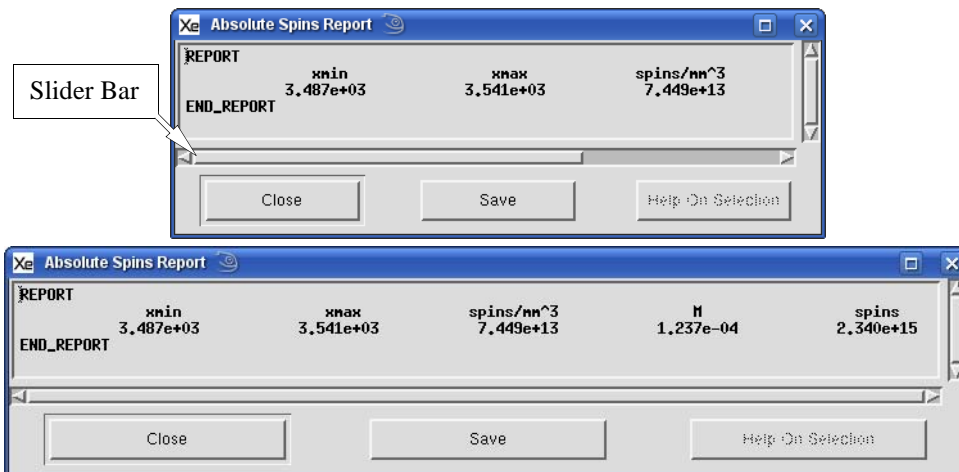 Xe Absolute Spins Report
REPORT
xmin xmax spins/mm^3
3.487e+03 3.541e+03 7.449e+13
END_REPORT
Slider Bar
Close Save Help On Selection
Xe Absolute Spins Report
REPORT
xmin xmax spins/mm^3 M spins
3.487e+03 3.541e+03 7.449e+13 1.237e-04 2.340e+15
END_REPORT
Close Save Help On Selection